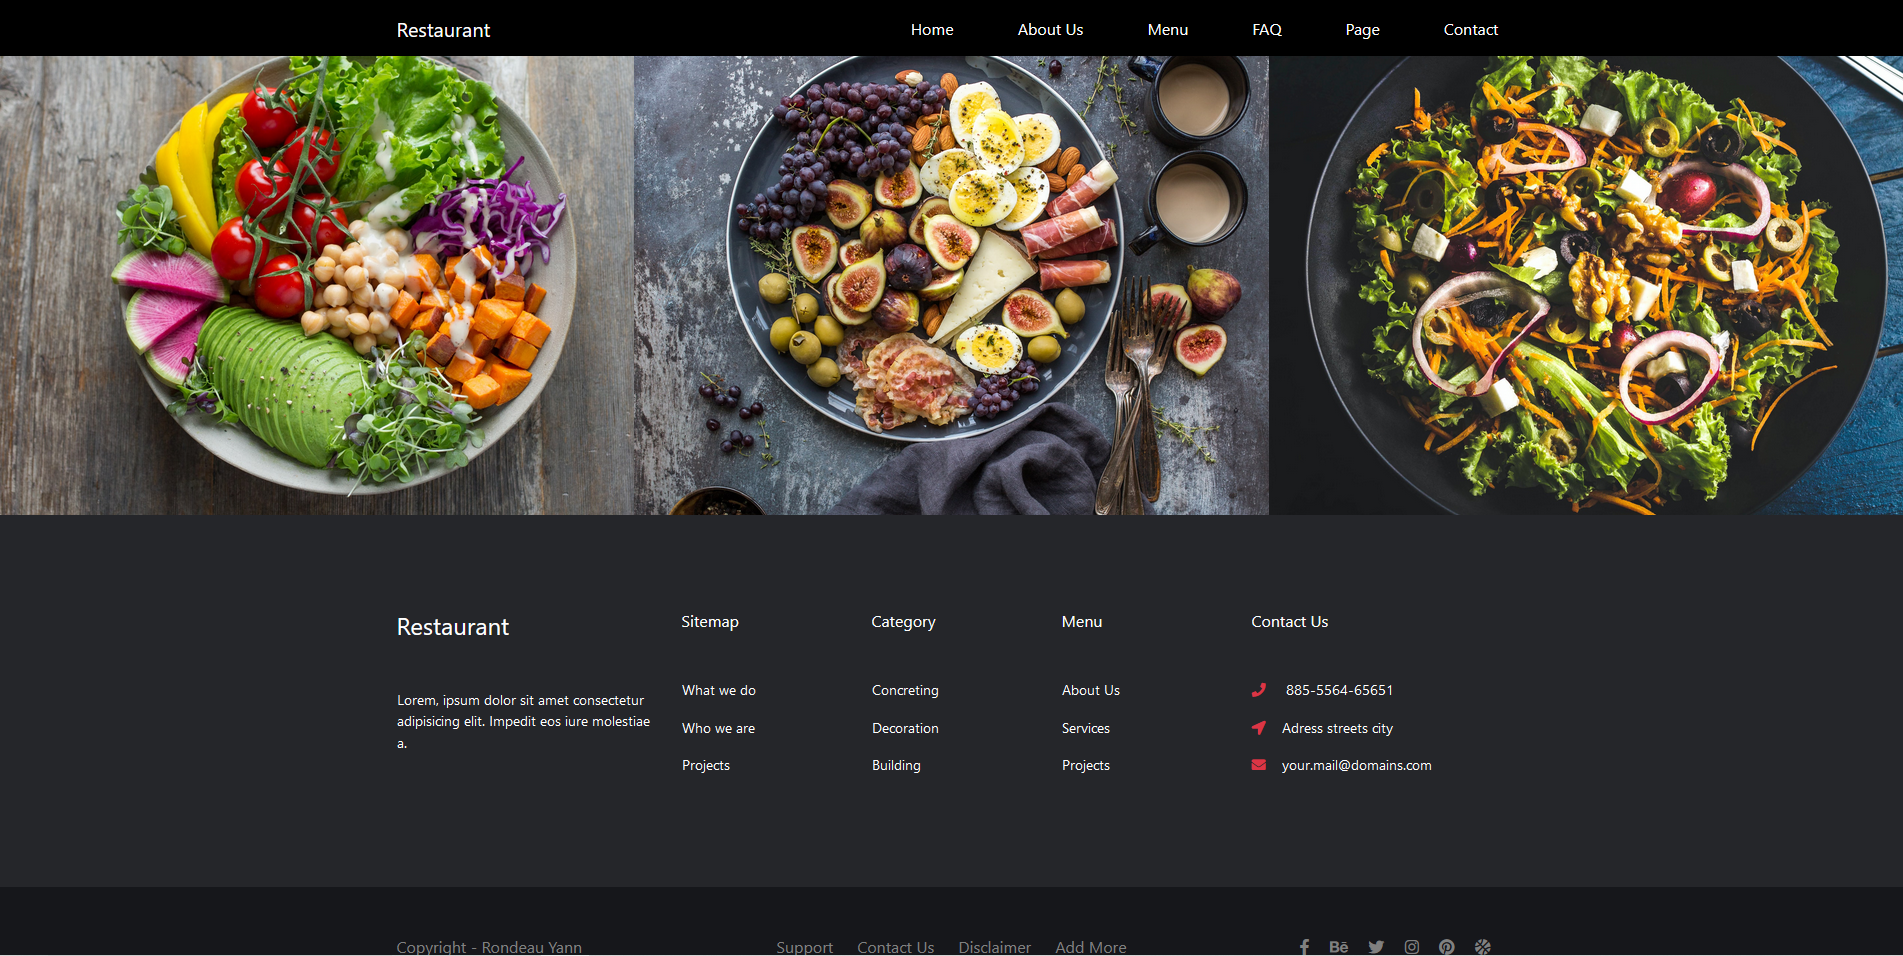 Restaurant
Home
About Us
Menu
FAQ
Page
Contact
Restaurant
Lorem, ipsum dolor sit amet consectetur
adipisicing elit. Impedit eos iure molestiae
a.
Sitemap
What we do
Who we are
Projects
Category
Concreting
Decoration
Building
Menu
About Us
Services
Projects
Contact Us
885-5564-65651
Adress streets city
your.mail@domains.com
Copyright - Rondeau Yann
Support
Contact Us
Disclaimer
Add More